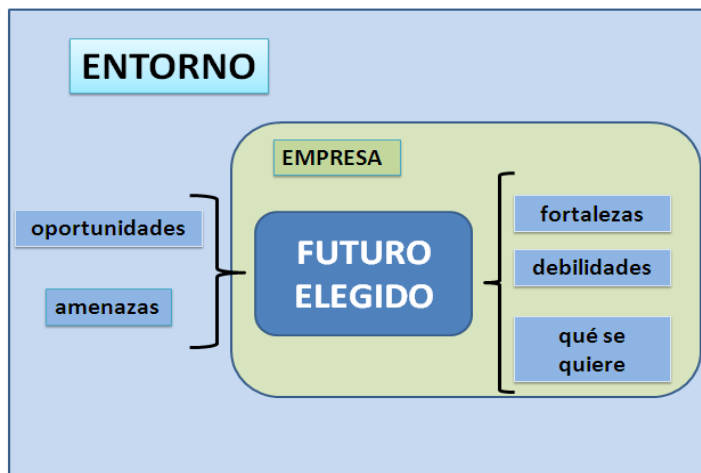 ENTORNO
EMPRESA
oportunidades
amenazas
FUTURO
ELEGIDO
fortalezas
debilidades
qué se
quiere